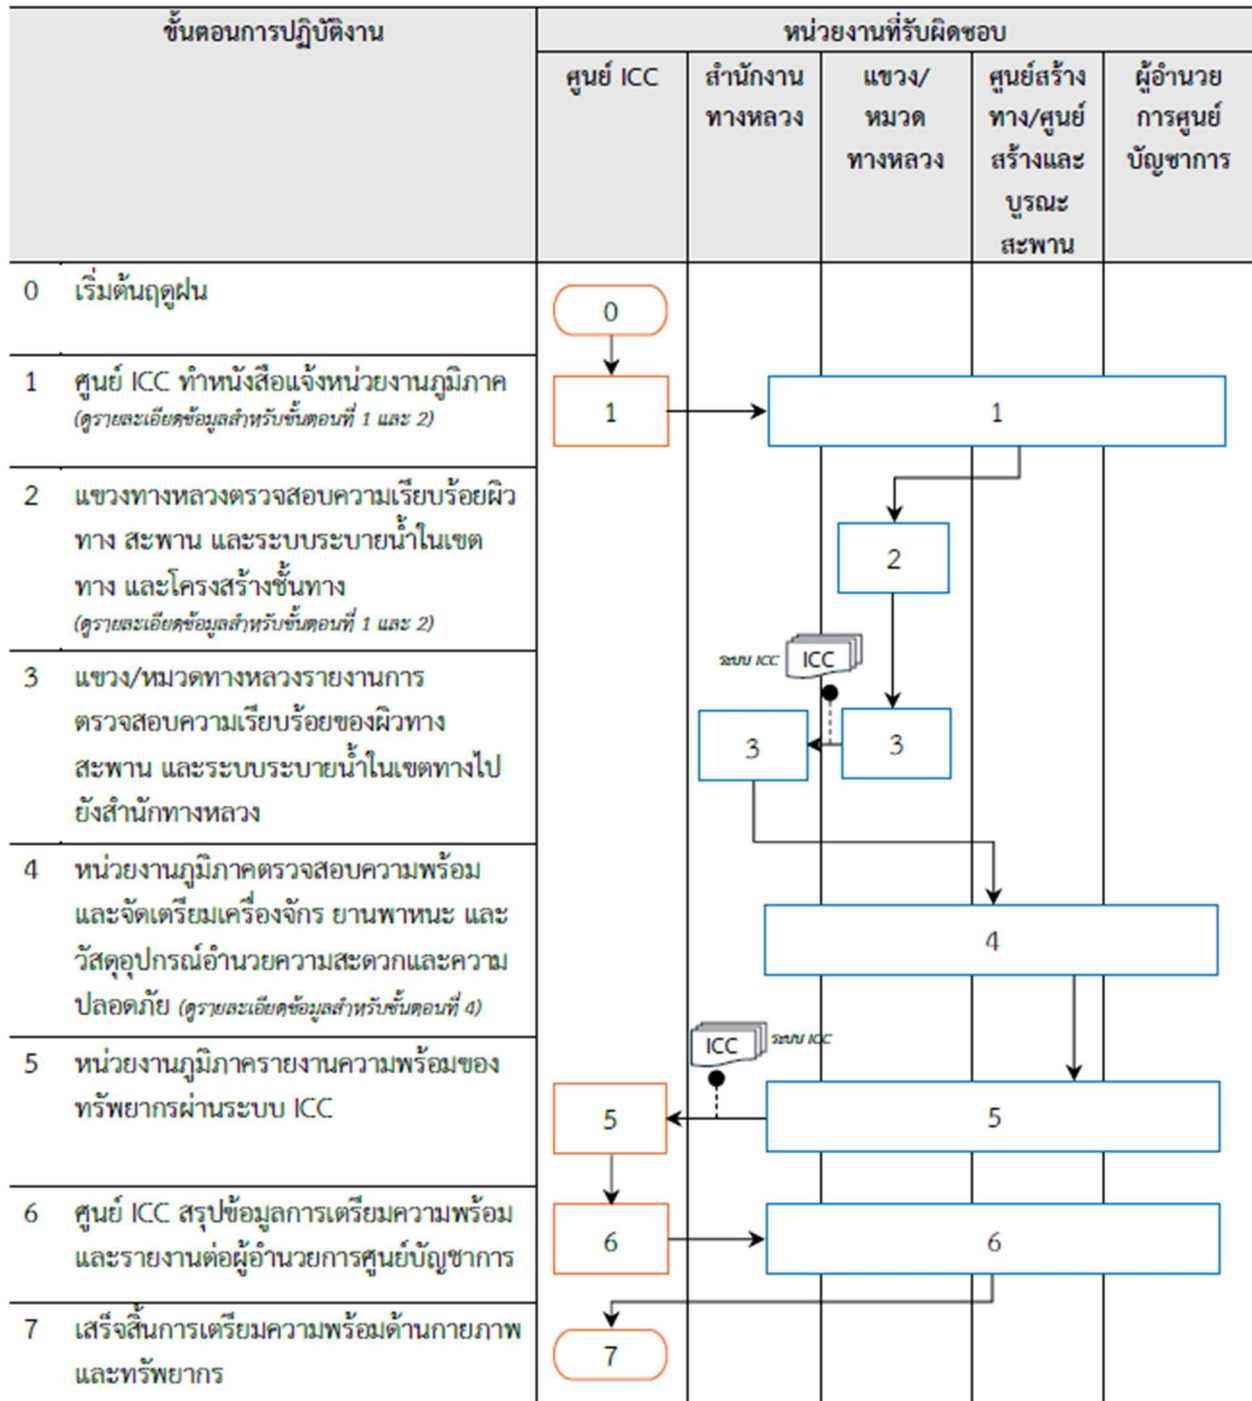 ขั้นตอนการปฏิบัติงาน
หน่วยงานที่รับผิดชอบ
ศูนย์ ICC
สำนักงาน
ทางหลวง
แขวง/
หมวด
ทางหลวง
ศูนย์สร้าง
ทาง/ศูนย์
สร้างและ
บูรณะ
สะพาน
ผู้อำนวย
การศูนย์
บัญชาการ
0 เริ่มต้นฤดูฝน
0
1 ศูนย์ ICC ทำหนังสือแจ้งหน่วยงานภูมิภาค
(ดูรายละเอียดข้อมูลสำหรับขั้นตอนที่ 1 และ 2)
1
1
2 แขวงทางหลวงตรวจสอบความเรียบร้อยผิว
ทาง สะพาน และระบบระบายน้ำในเขต
ทาง และโครงสร้างชั้นทาง
(ดูรายละเอียดข้อมูลสำหรับขั้นตอนที่ 1 และ 2)
2
3 แขวง/หมวดทางหลวงรายงานการ
ตรวจสอบความเรียบร้อยของผิวทาง
สะพาน และระบบระบายน้ำในเขตทางไป
ยังสำนักทางหลวง
ระบบ ICC
ICC
3
3
4 หน่วยงานภูมิภาคตรวจสอบความพร้อม
และจัดเตรียมเครื่องจักร ยานพาหนะ และ
วัสดุอุปกรณ์อำนวยความสะดวกและความ
ปลอดภัย (ดูรายละเอียดข้อมูลสำหรับขั้นตอนที่ 4)
4
5 หน่วยงานภูมิภาครายงานความพร้อมของ
ทรัพยากรผ่านระบบ ICC
ICC
ระบบ ICC
5
5
6 ศูนย์ ICC สรุปข้อมูลการเตรียมความพร้อม
และรายงานต่อผู้อำนวยการศูนย์บัญชาการ
6
6
7 เสร็จสิ้นการเตรียมความพร้อมด้านกายภาพ
และทรัพยากร
7